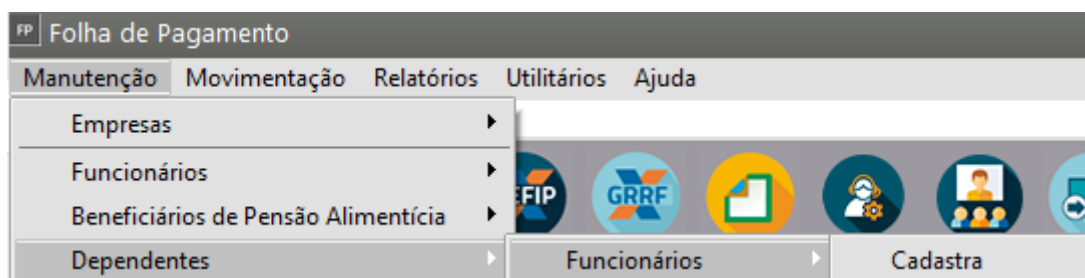 FP Folha de Pagamento
Manutenção Movimentação Relatórios Utilitários Ajuda
Empresas
Funcionários
EFIP GRRF
Beneficiários de Pensão Alimentícia
Dependentes Funcionários Cadastra